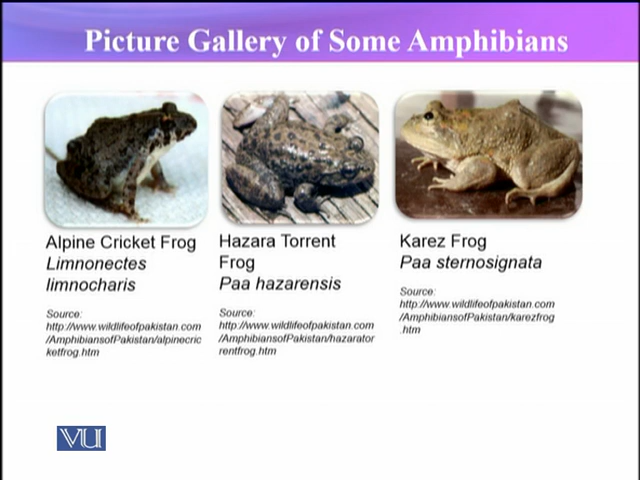 Picture Gallery of Some Amphibians
Alpine Cricket Frog
Limnonectes
limnocharis
Source:
http://www.wildlifeofpakistan.com
/AmphibiansofPakistan/alpinecric
ketfrog.htm
Hazara Torrent
Frog
Paa hazarensis
Source:
http://www.wildlifeofpakistan.com
/AmphibiansofPakistan/hazarator
rentfrog.htm
Karez Frog
Paa sternosignata
Source:
http://www.wildlifeofpakistan.com
/AmphibiansofPakistan/karezfrog
.htm
VU